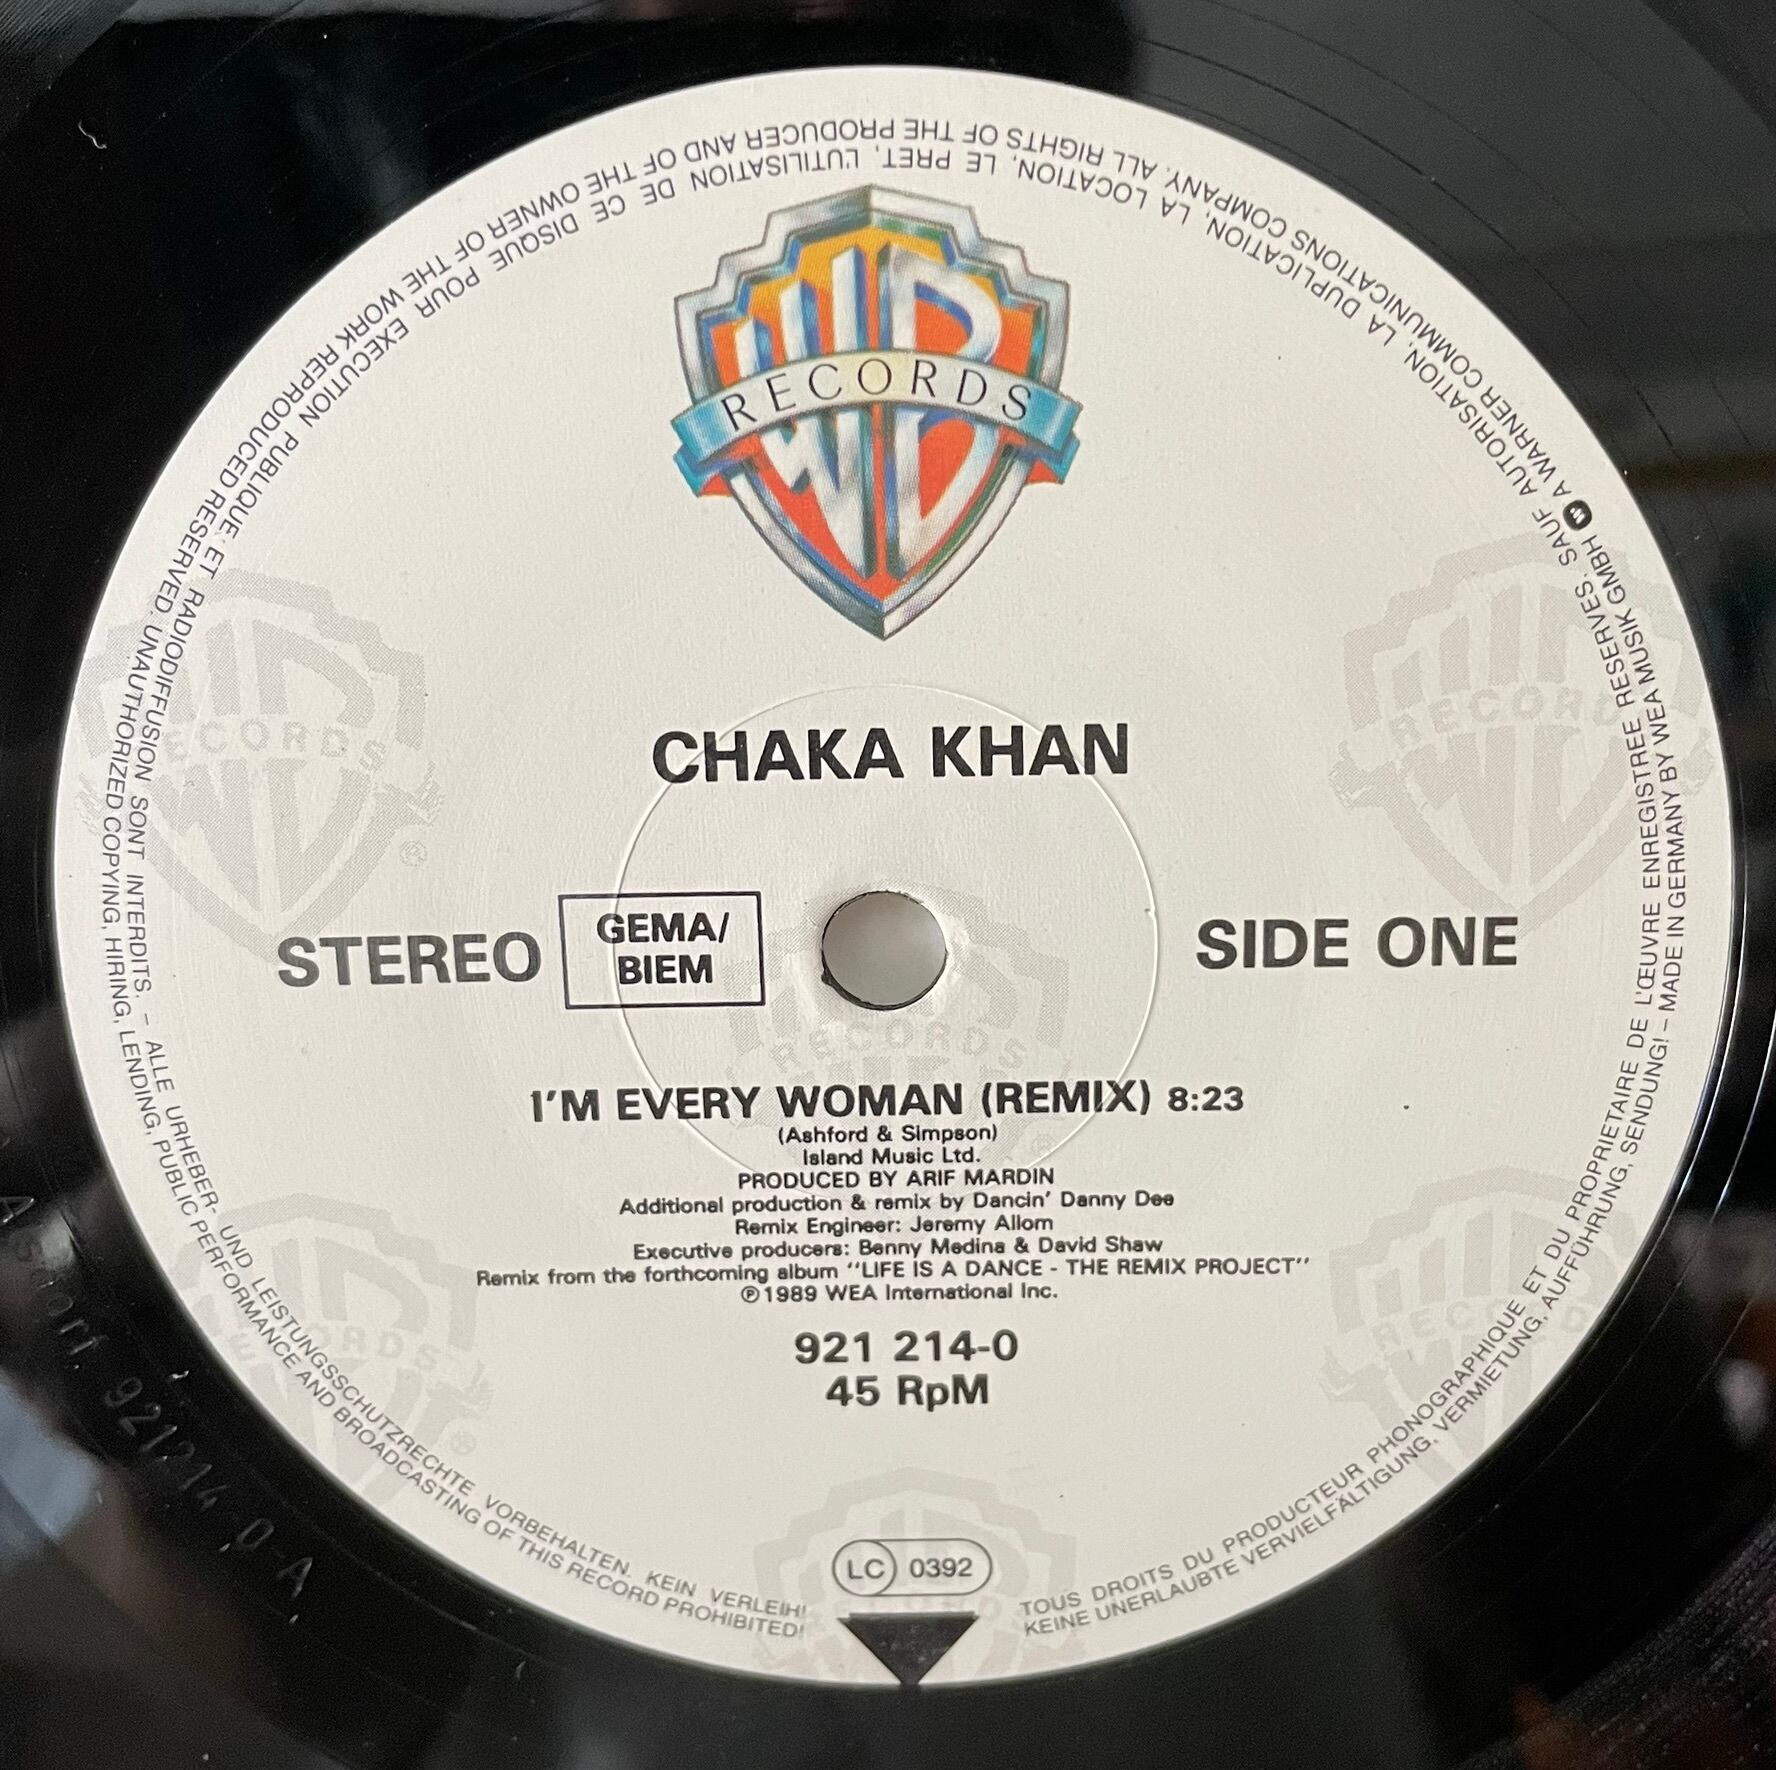 WB
RECORDS
CHAKA KHAN
STEREO
GEMA/
BIEM
SIDE ONE
I'M EVERY WOMAN (REMIX) 8:23
(Ashford & Simpson)
Island Music Ltd.
PRODUCED BY ARIF MARDIN
Additional production & remix by Dancin' Danny Dee
Remix Engineer: Jeremy Allom
Executive producers: Benny Medina & David Shaw
Remix from the forthcoming album "LIFE IS A DANCE - THE REMIX PROJECT"
℗ 1989 WEA International Inc.
921 214-0
45 RpM
LC 0392
TOUS DROITS DU PRODUCTEUR PHONOGRAPHIQUE ET DU PROPRIETAIRE DE L'ŒUVRE ENREGISTREE RESERVES. SAUF AUTORISATION, LA DUPLICATION, LA LOCATION, LE PRET, L'UTILISATION DE CE DISQUE POUR EXECUTION PUBLIQUE ET RADIODIFFUSION SONT INTERDITS. – ALLE URHEBER- UND LEISTUNGSSCHUTZRECHTE VORBEHALTEN. KEIN VERLEIH!
KEINE UNERLAUBTE VERVIELFÄLTIGUNG, VERMIETUNG, AUFFÜHRUNG, SENDUNG! – MADE IN GERMANY BY WEA MUSIK GMBH A WARNER COMMUNICATIONS COMPANY. ALL RIGHTS OF THE PRODUCER AND OF THE OWNER OF THE WORK REPRODUCED RESERVED. UNAUTHORIZED COPYING, HIRING, LENDING, PUBLIC PERFORMANCE AND BROADCASTING OF THIS RECORD PROHIBITED!
921214 0-A